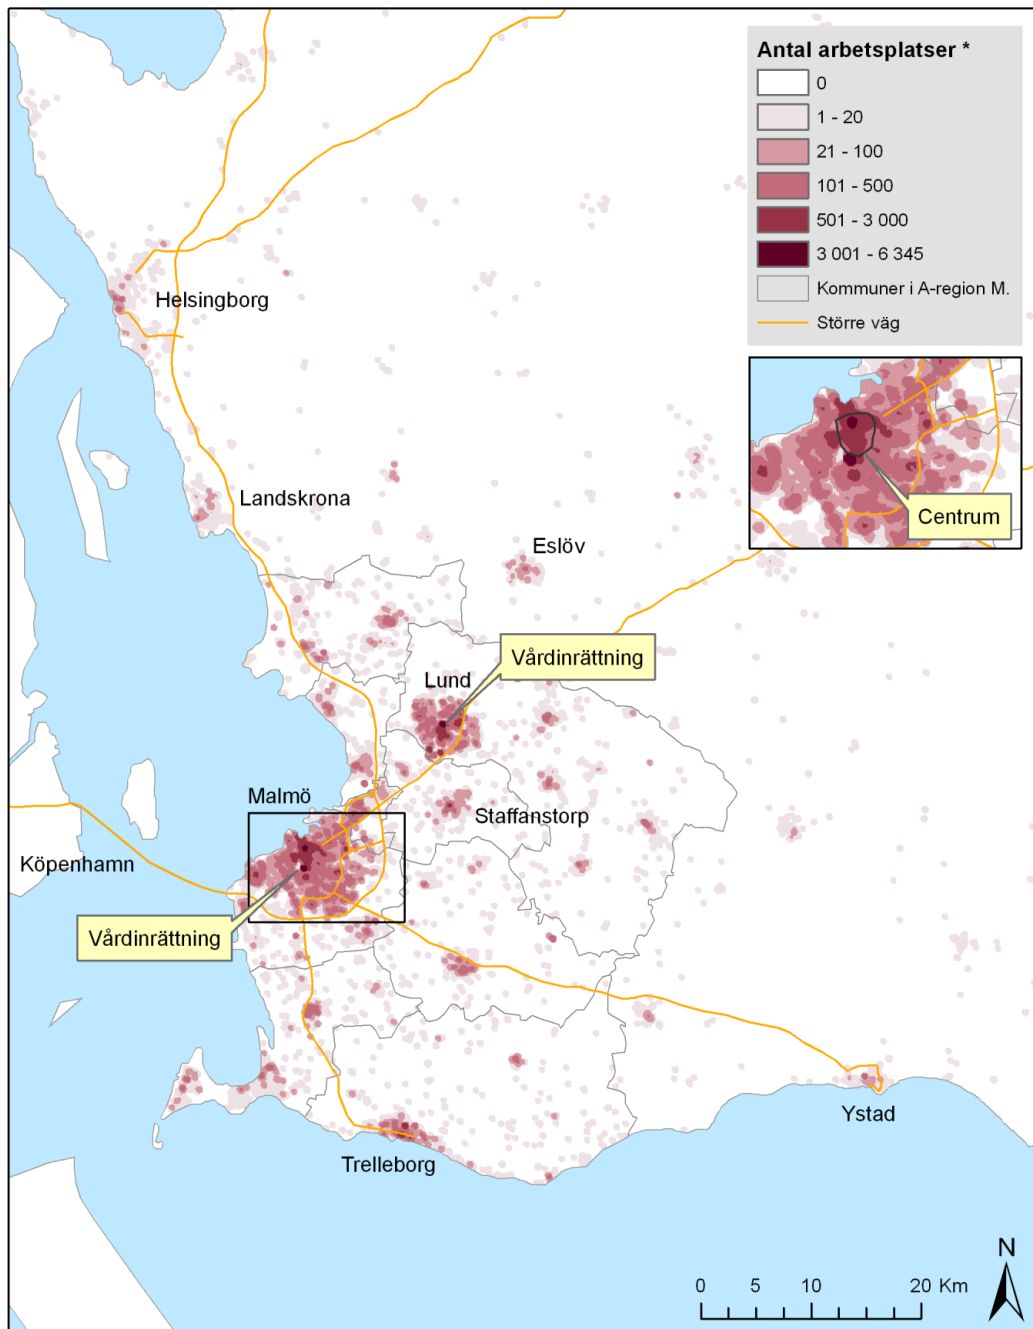 Antal arbetsplatser *
0
1 - 20
21 - 100
101 - 500
501 - 3 000
3 001 - 6 345
Kommuner i A-region M.
Större väg
Helsingborg
Landskrona
Centrum
Eslöv
Vårdinrättning
Lund
Malmö
Staffanstorp
Köpenhamn
Vårdinrättning
Ystad
Trelleborg
N
0 5 10 20 Km